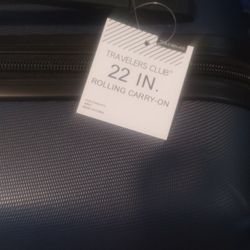 TRAVELERS CLUB®
22 IN.
ROLLING CARRY-ON